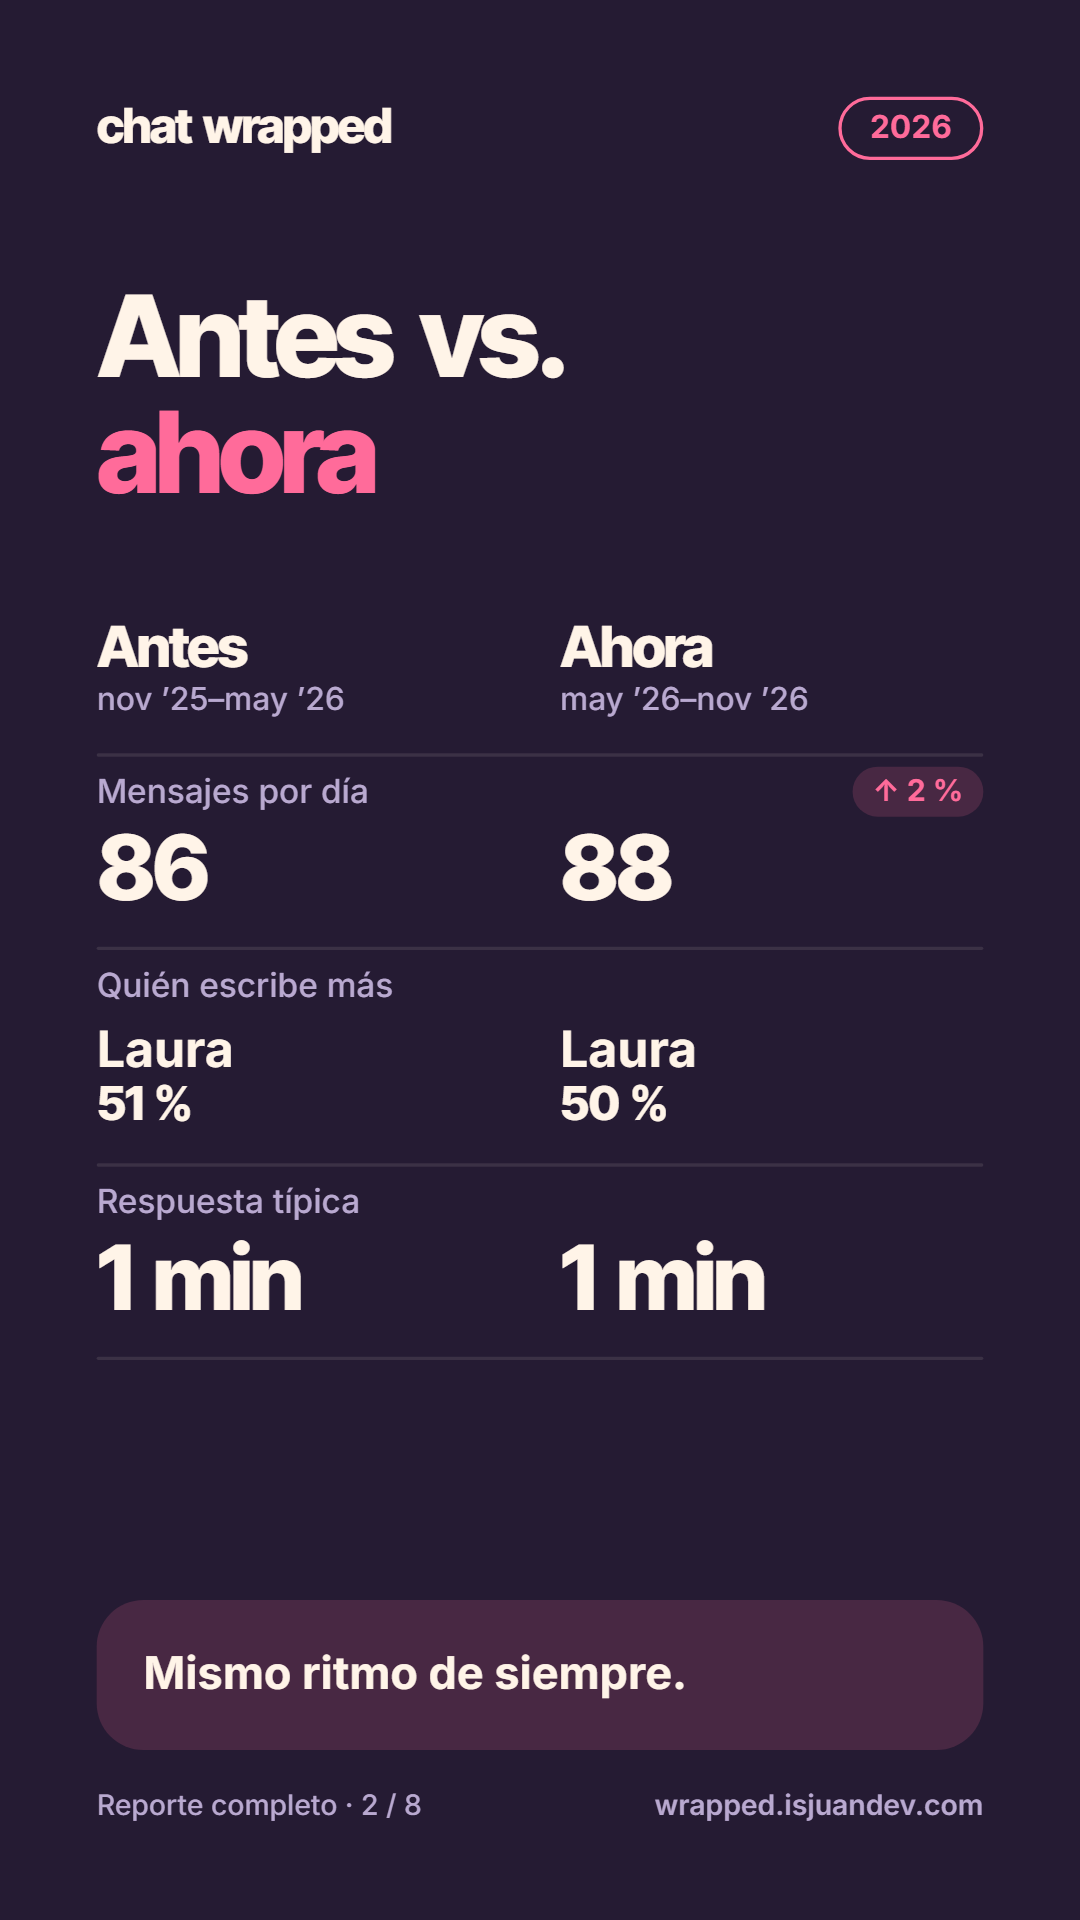 chat wrapped
2026
Antes vs.
ahora
Antes
nov ’25–may ’26
Ahora
may ’26–nov ’26
Mensajes por día
↑ 2 %
86
88
Quién escribe más
Laura
51 %
Laura
50 %
Respuesta típica
1 min
1 min
Mismo ritmo de siempre.
Reporte completo · 2 / 8
wrapped.isjuandev.com